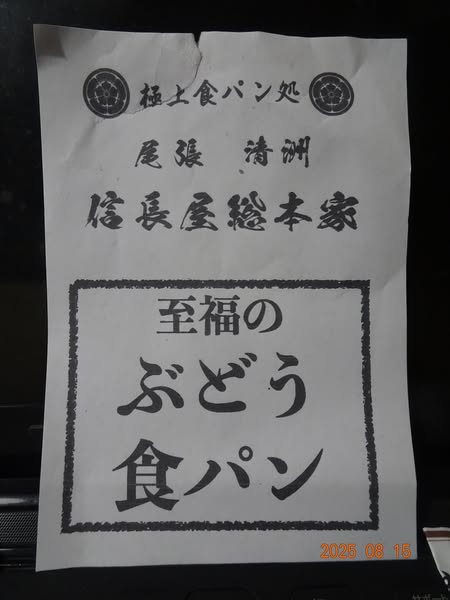 極上食パン処
尾張 清洲
信長屋総本家
至福の
ぶどう
食パン
2025 08 15